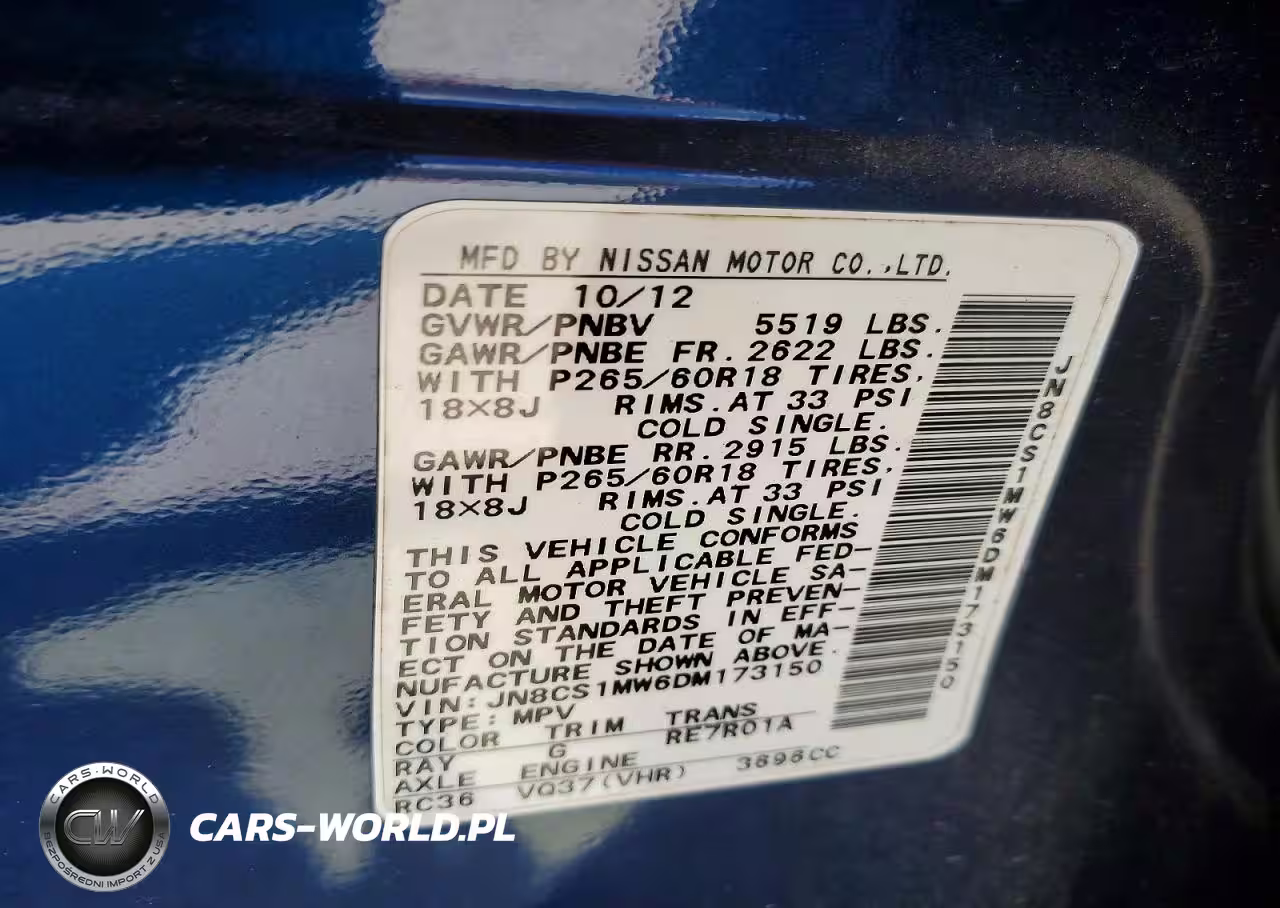 MFD BY NISSAN MOTOR CO.,LTD.
DATE 10/12
GVWR/PNBV 5519 LBS.
GAWR/PNBE FR. 2622 LBS.
WITH P265/60R18 TIRES,
18×8J RIMS.AT 33 PSI
COLD SINGLE.
GAWR/PNBE RR. 2915 LBS.
WITH P265/60R18 TIRES,
18×8J RIMS.AT 33 PSI
COLD SINGLE.
THIS VEHICLE CONFORMS
TO ALL APPLICABLE FED-
ERAL MOTOR VEHICLE SA-
FETY AND THEFT PREVEN-
TION STANDARDS IN EFF-
ECT ON THE DATE OF MA-
NUFACTURE SHOWN ABOVE.
VIN: JN8CS1MW6DM173150
TYPE: MPV
COLOR TRIM TRANS
RAY G RE7R01A
AXLE ENGINE
RC36 VQ37(VHR) 3696CC
JN8CS1MW6DM173150
CARS-WORLD
CW
BEZPOŚREDNI IMPORT Z USA
CARS-WORLD.PL